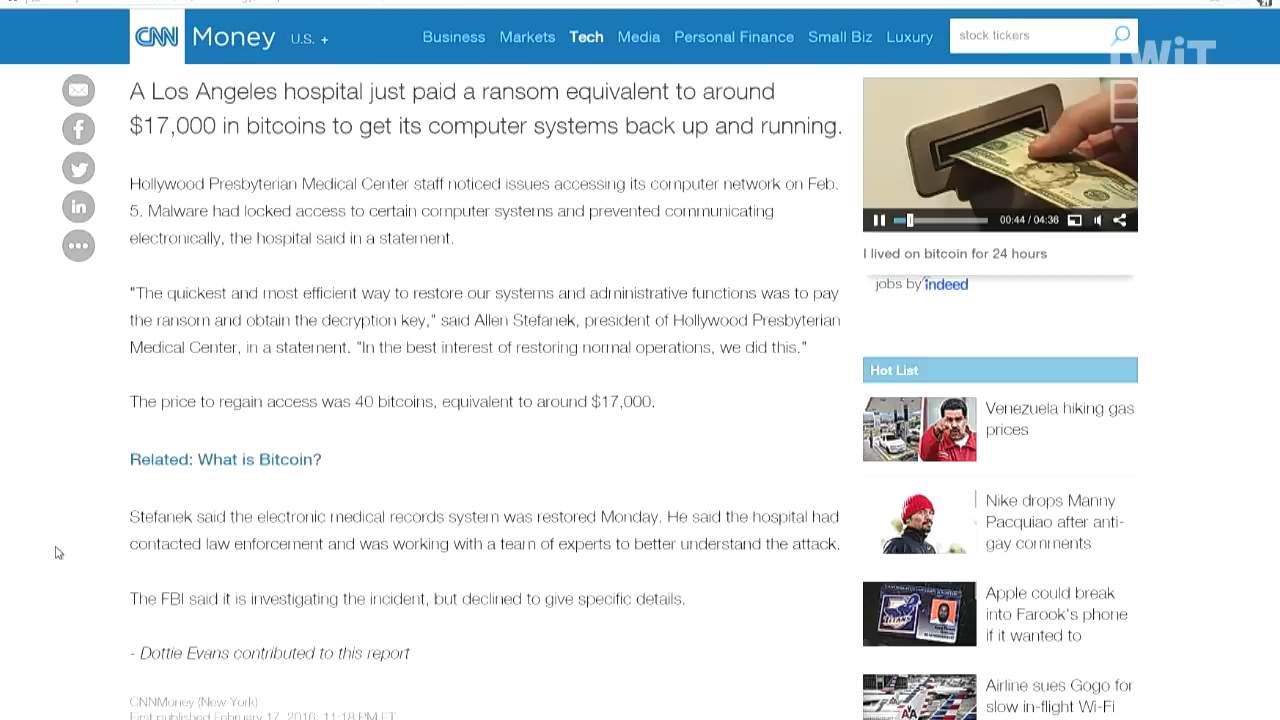 CNN Money U.S. +
Business Markets Tech Media Personal Finance Small Biz Luxury
stock tickers
TWiT
B
A Los Angeles hospital just paid a ransom equivalent to around
$17,000 in bitcoins to get its computer systems back up and running.
Hollywood Presbyterian Medical Center staff noticed issues accessing its computer network on Feb.
5. Malware had locked access to certain computer systems and prevented communicating
electronically, the hospital said in a statement.
"The quickest and most efficient way to restore our systems and administrative functions was to pay
the ransom and obtain the decryption key," said Allen Stefanek, president of Hollywood Presbyterian
Medical Center, in a statement. "In the best interest of restoring normal operations, we did this."
The price to regain access was 40 bitcoins, equivalent to around $17,000.
Related: What is Bitcoin?
Stefanek said the electronic medical records system was restored Monday. He said the hospital had
contacted law enforcement and was working with a team of experts to better understand the attack.
The FBI said it is investigating the incident, but declined to give specific details.
- Dottie Evans contributed to this report
CNNMoney (New York)
First published February 17, 2016: 11:18 PM ET
00:44 / 04:36
I lived on bitcoin for 24 hours
jobs by indeed
Hot List
Venezuela hiking gas
prices
Nike drops Manny
Pacquiao after anti-
gay comments
Apple could break
into Farook's phone
if it wanted to
Airline sues Gogo for
slow in-flight Wi-Fi